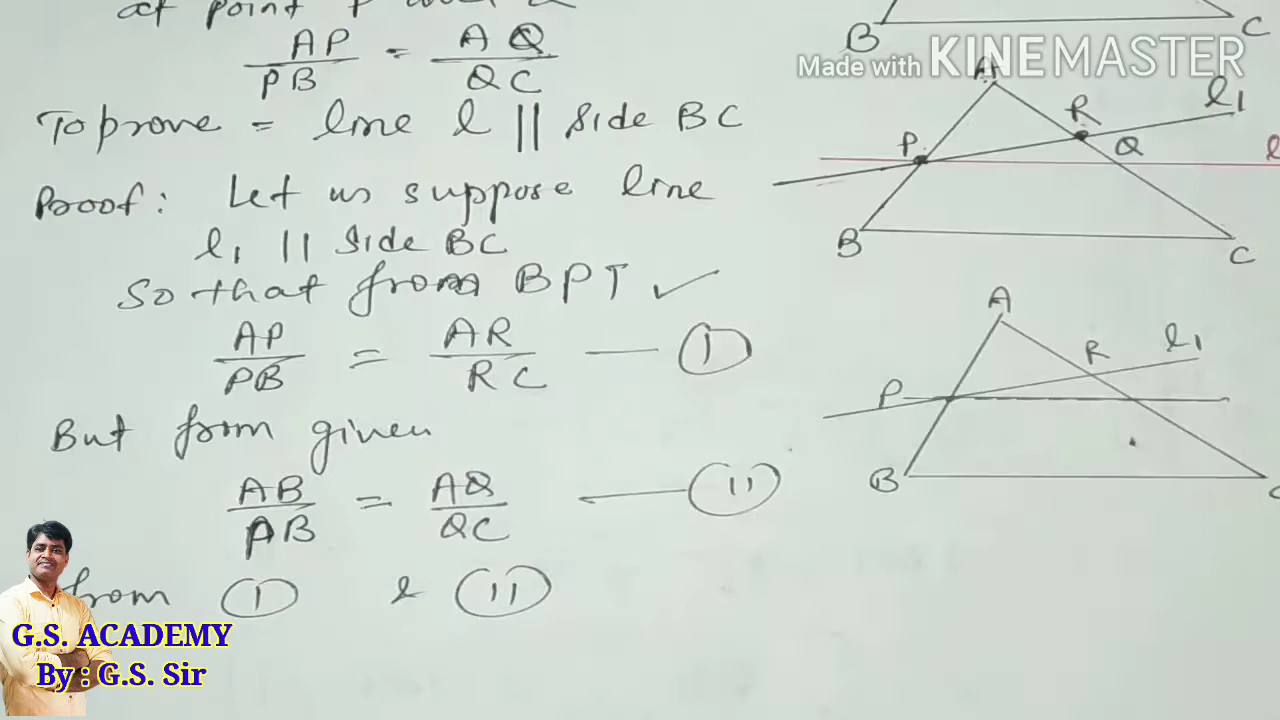 at point P
AP/PB = AQ/QC
To prove = line l || side BC
Proof: Let us suppose line
l₁ || side BC
So that from BPT ✓
AP/PB = AR/RC — I
But from given
AB/AB = AQ/QC — II
from I & II
B C
Made with KINEMASTER
A
R l₁
P Q
l
B C
A
R l₁
P
B C
G.S. ACADEMY
By : G.S. Sir